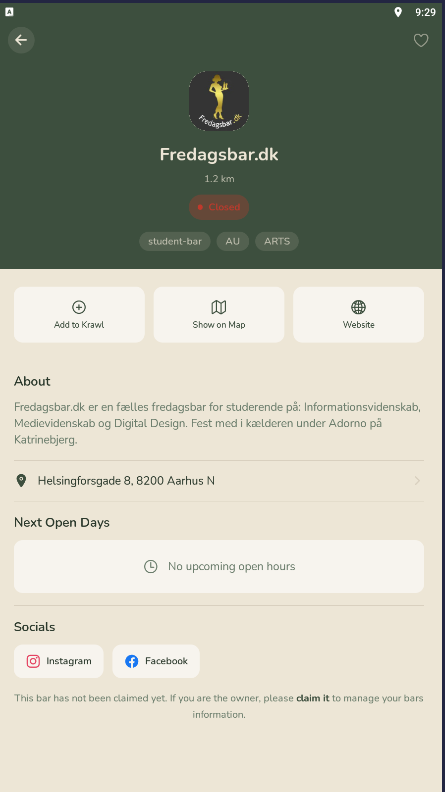 A
9:29
Fredagsbar.dk
Fredagsbar.dk
1.2 km
Closed
student-bar AU ARTS
Add to Krawl Show on Map Website
About
Fredagsbar.dk er en fælles fredagsbar for studerende på: Informationsvidenskab,
Medievidenskab og Digital Design. Fest med i kælderen under Adorno på
Katrinebjerg.
Helsingforsgade 8, 8200 Aarhus N
Next Open Days
No upcoming open hours
Socials
Instagram Facebook
This bar has not been claimed yet. If you are the owner, please claim it to manage your bars
information.